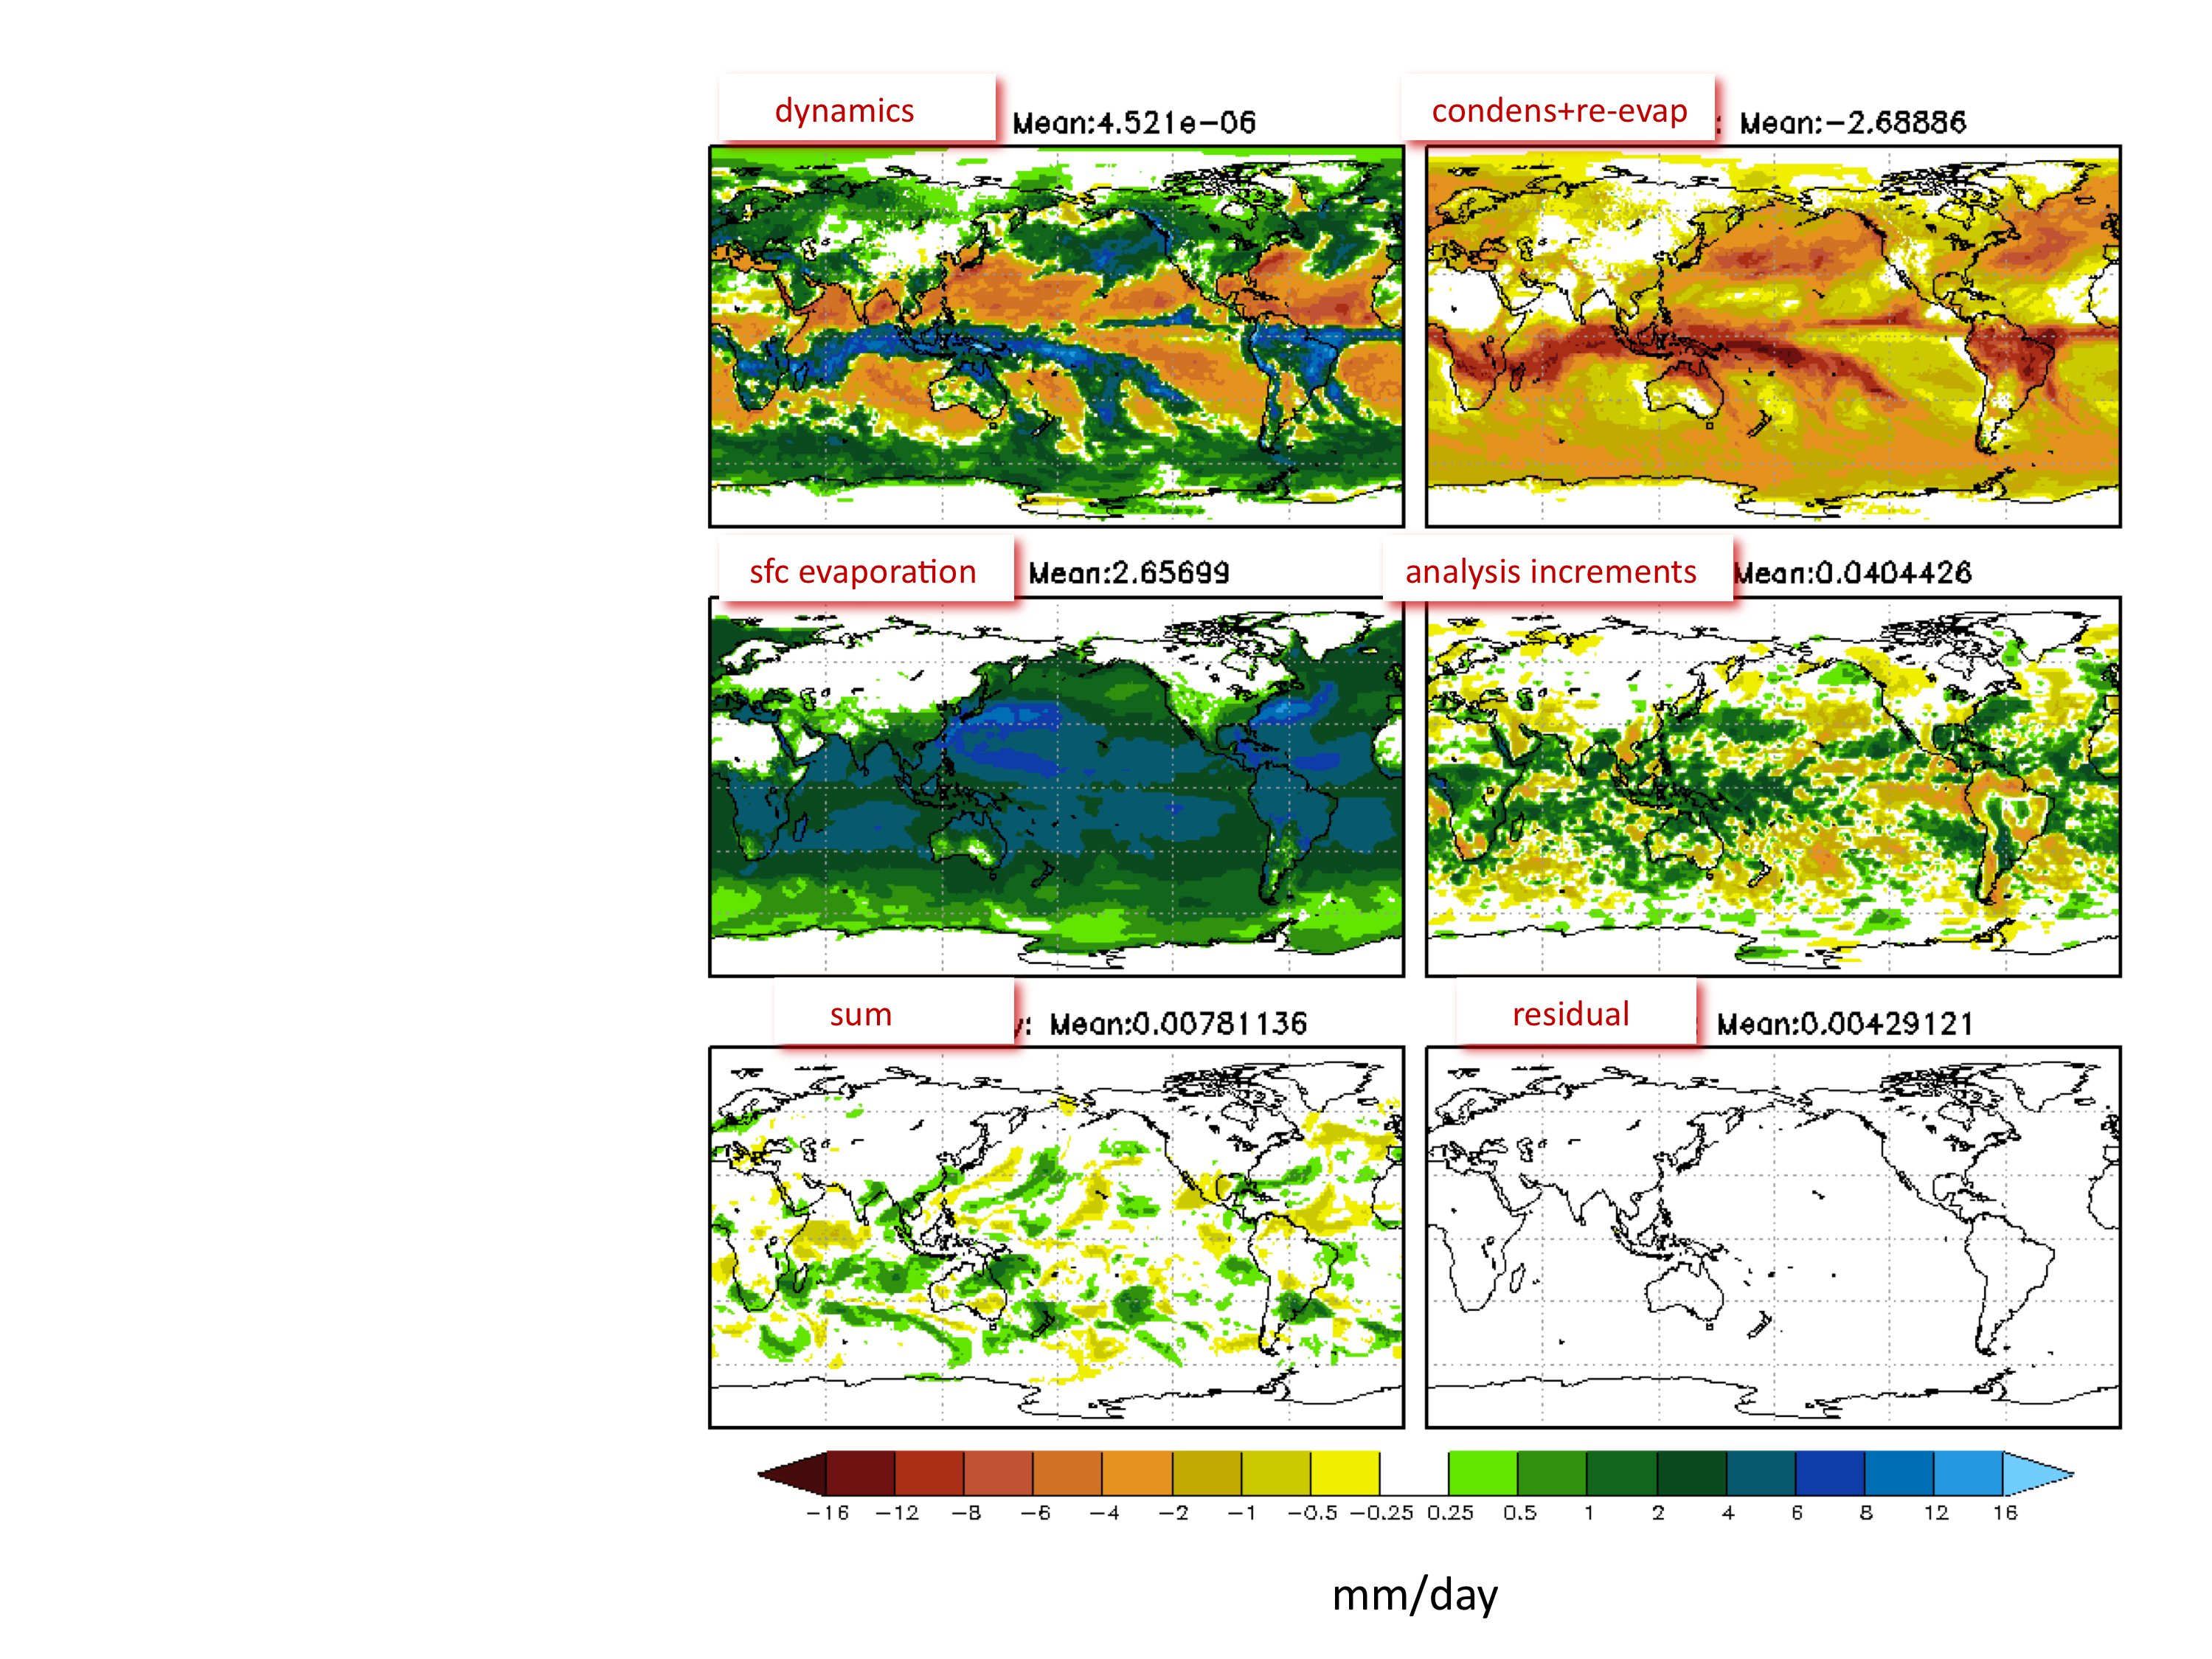 dynamics Mean:4.521e-06
condens+re-evap : Mean:-2.68886
sfc evaporation Mean:2.65699
analysis increments Mean:0.0404426
sum y: Mean:0.00781136
residual : Mean:0.00429121
-16 -12 -8 -6 -4 -2 -1 -0.5 -0.25 0.25 0.5 1 2 4 6 8 12 16
mm/day